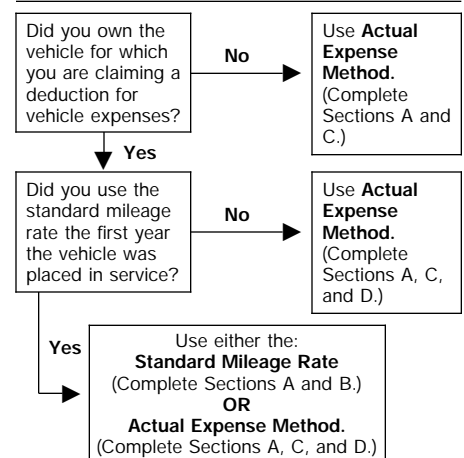 Did you own the
vehicle for which
you are claiming a
deduction for
vehicle expenses?
No
Use Actual
Expense
Method.
(Complete
Sections A and
C.)
Yes
Did you use the
standard mileage
rate the first year
the vehicle was
placed in service?
No
Use Actual
Expense
Method.
(Complete
Sections A, C,
and D.)
Yes
Use either the:
Standard Mileage Rate
(Complete Sections A and B.)
OR
Actual Expense Method.
(Complete Sections A, C, and D.)